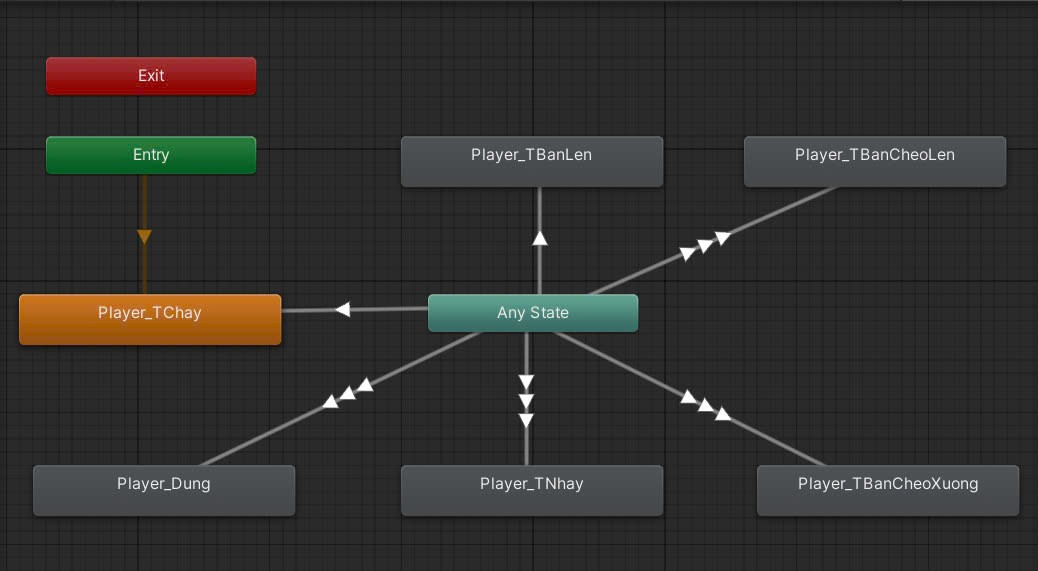 Exit
Entry
Player_TBanLen
Player_TBanCheoLen
Player_TChay
Any State
Player_Dung
Player_TNhay
Player_TBanCheoXuong